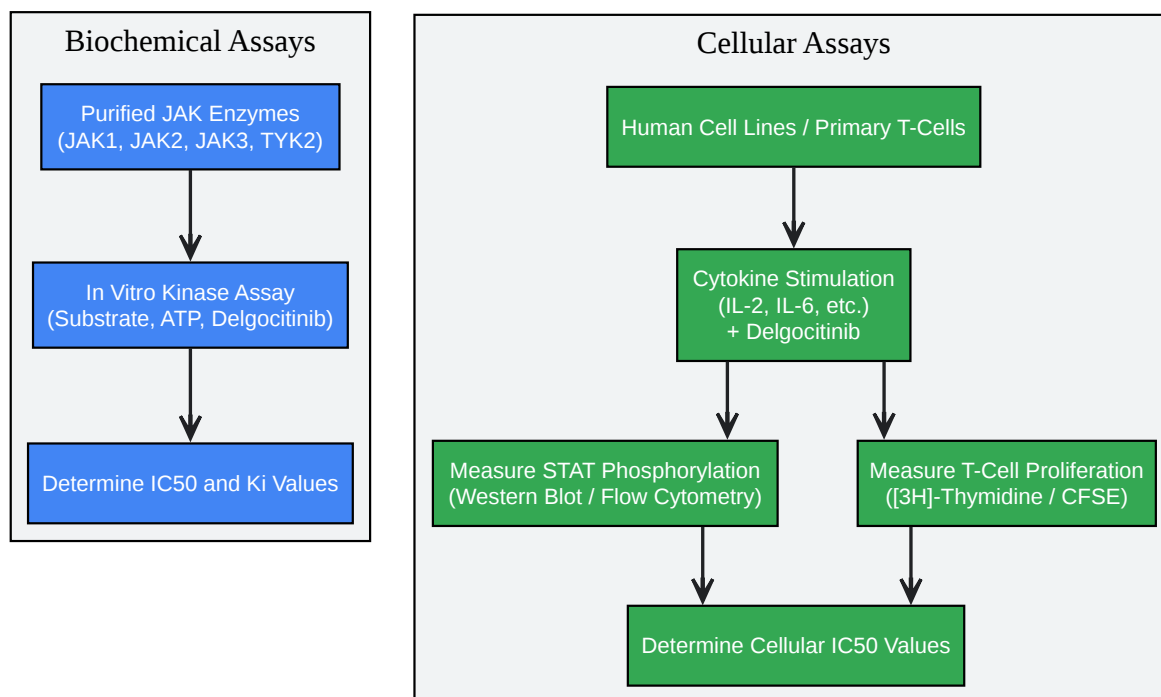 Biochemical Assays
Purified JAK Enzymes
(JAK1, JAK2, JAK3, TYK2)
In Vitro Kinase Assay
(Substrate, ATP, Delgocitinib)
Determine IC50 and Ki Values
Cellular Assays
Human Cell Lines / Primary T-Cells
Cytokine Stimulation
(IL-2, IL-6, etc.)
+ Delgocitinib
Measure STAT Phosphorylation
(Western Blot / Flow Cytometry)
Measure T-Cell Proliferation
([3H]-Thymidine / CFSE)
Determine Cellular IC50 Values